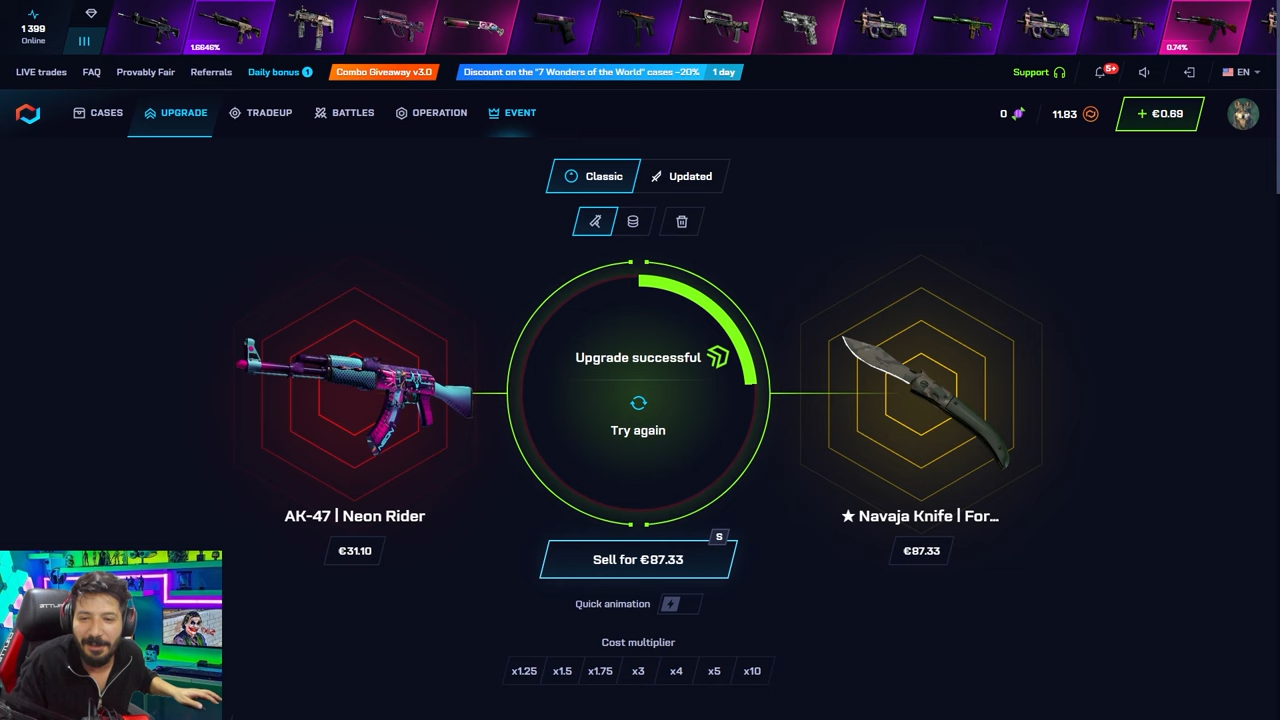 1 399
Online
1.6646%
0.74%
LIVE trades
FAQ
Provably Fair
Referrals
Daily bonus 1
Combo Giveaway v3.0
Discount on the "7 Wonders of the World" cases −20%
1 day
Support
5+
EN
CASES
UPGRADE
TRADEUP
BATTLES
OPERATION
EVENT
0
11.83
+ €0.69
Classic
Updated
Upgrade successful
Try again
AK-47 | Neon Rider
€31.10
★ Navaja Knife | For...
€87.33
S
Sell for €87.33
Quick animation
Cost multiplier
x1.25
x1.5
x1.75
x3
x4
x5
x10